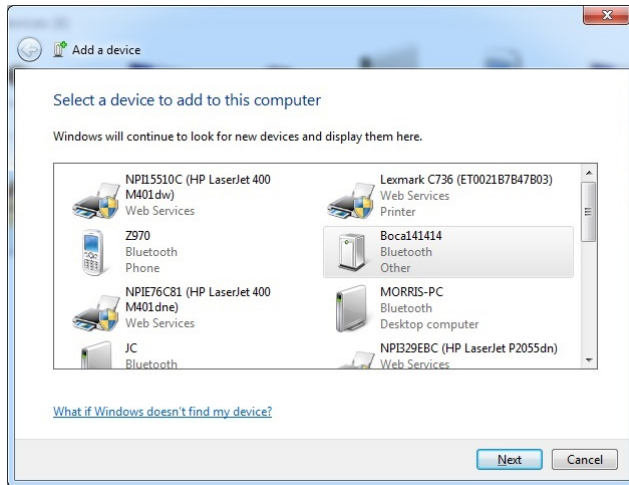 Add a device
Select a device to add to this computer
Windows will continue to look for new devices and display them here.
NPI15510C (HP LaserJet 400
M401dw)
Web Services
Lexmark C736 (ET0021B7B47B03)
Web Services
Printer
Z970
Bluetooth
Phone
Boca141414
Bluetooth
Other
NPIE76C81 (HP LaserJet 400
M401dne)
Web Services
MORRIS-PC
Bluetooth
Desktop computer
JC
Bluetooth
NPI329EBC (HP LaserJet P2055dn)
Web Services
What if Windows doesn't find my device?
Next
Cancel